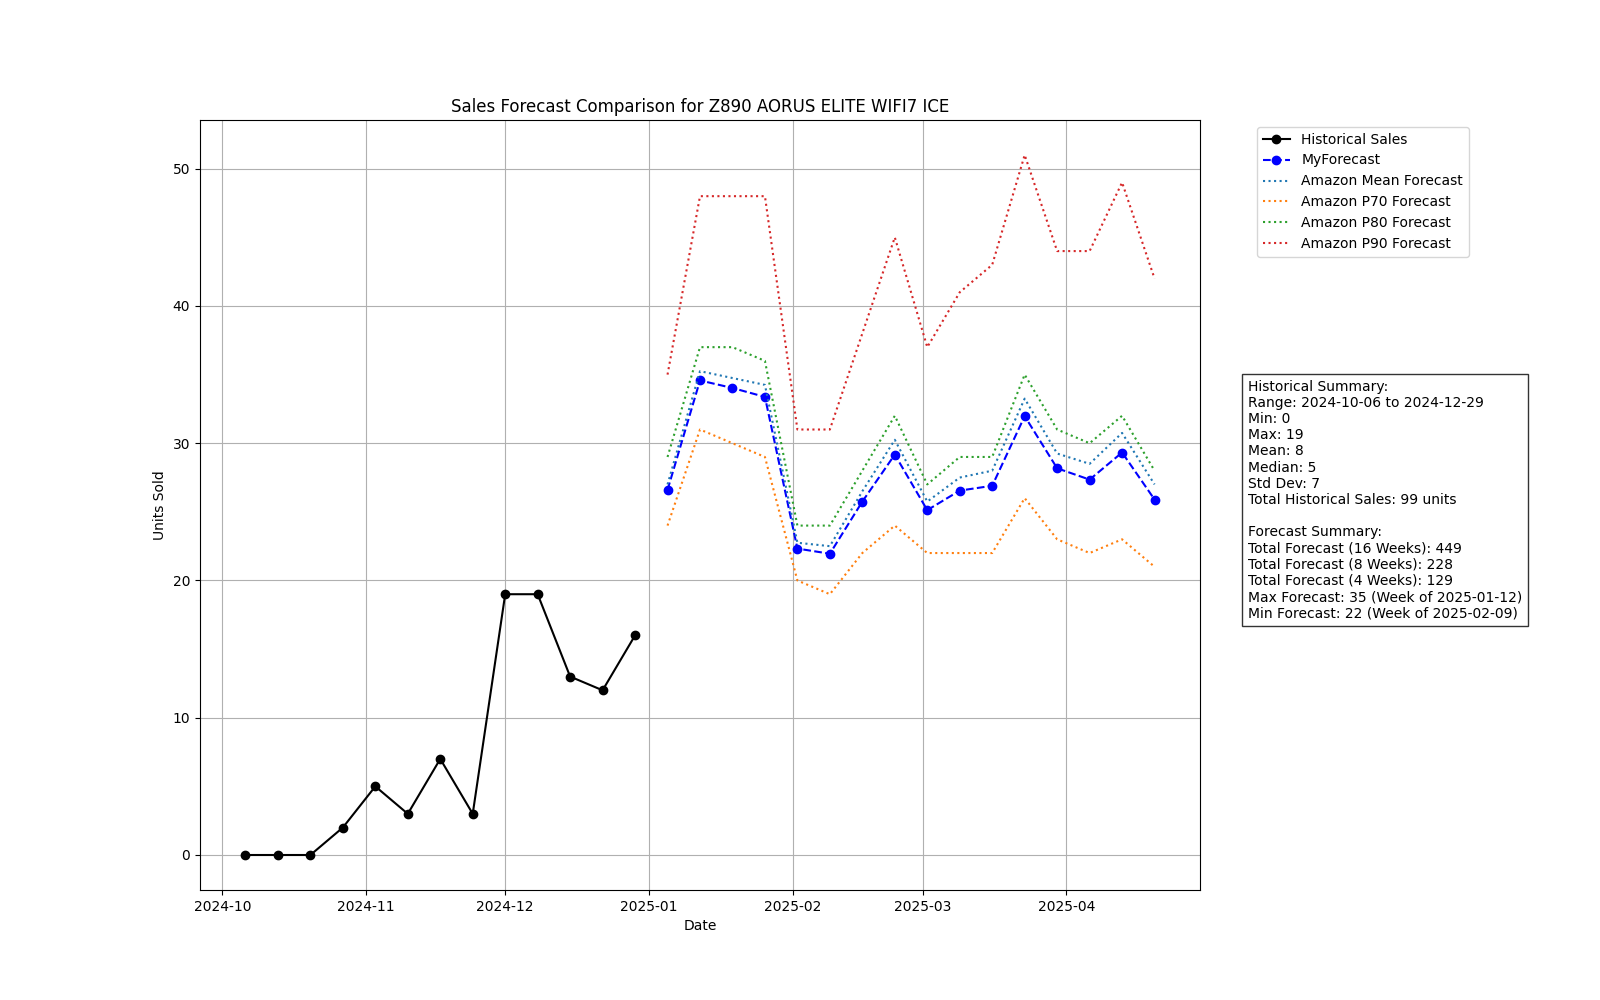 Sales Forecast Comparison for Z890 AORUS ELITE WIFI7 ICE
Units Sold
50
40
30
20
10
0
2024-10
2024-11
2024-12
2025-01
2025-02
2025-03
2025-04
Date
Historical Sales
MyForecast
Amazon Mean Forecast
Amazon P70 Forecast
Amazon P80 Forecast
Amazon P90 Forecast
Historical Summary:
Range: 2024-10-06 to 2024-12-29
Min: 0
Max: 19
Mean: 8
Median: 5
Std Dev: 7
Total Historical Sales: 99 units
Forecast Summary:
Total Forecast (16 Weeks): 449
Total Forecast (8 Weeks): 228
Total Forecast (4 Weeks): 129
Max Forecast: 35 (Week of 2025-01-12)
Min Forecast: 22 (Week of 2025-02-09)